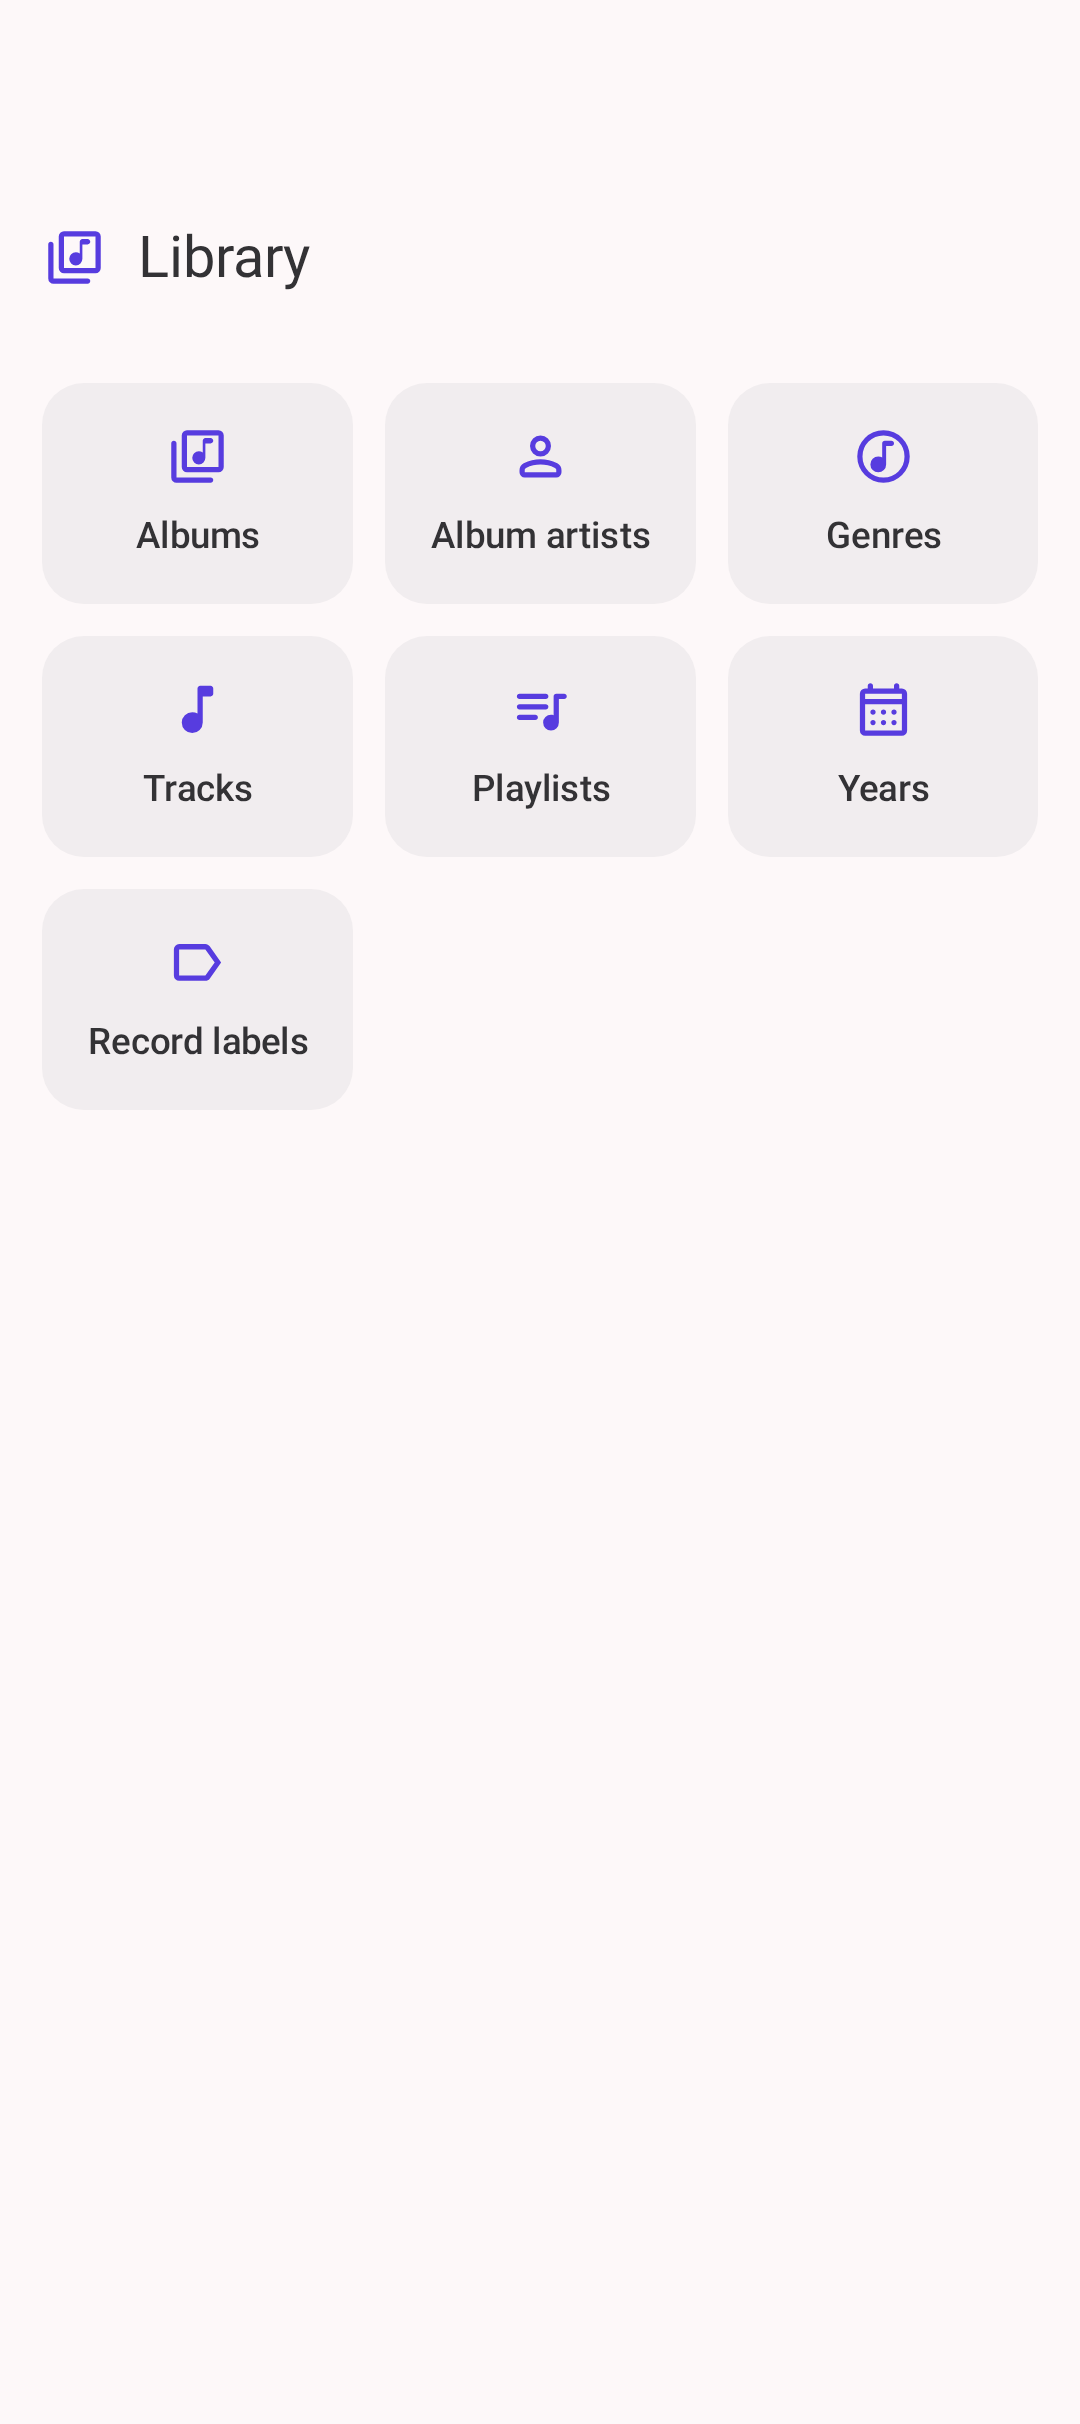 Library
Albums
Album artists
Genres
Tracks
Playlists
Years
Record labels